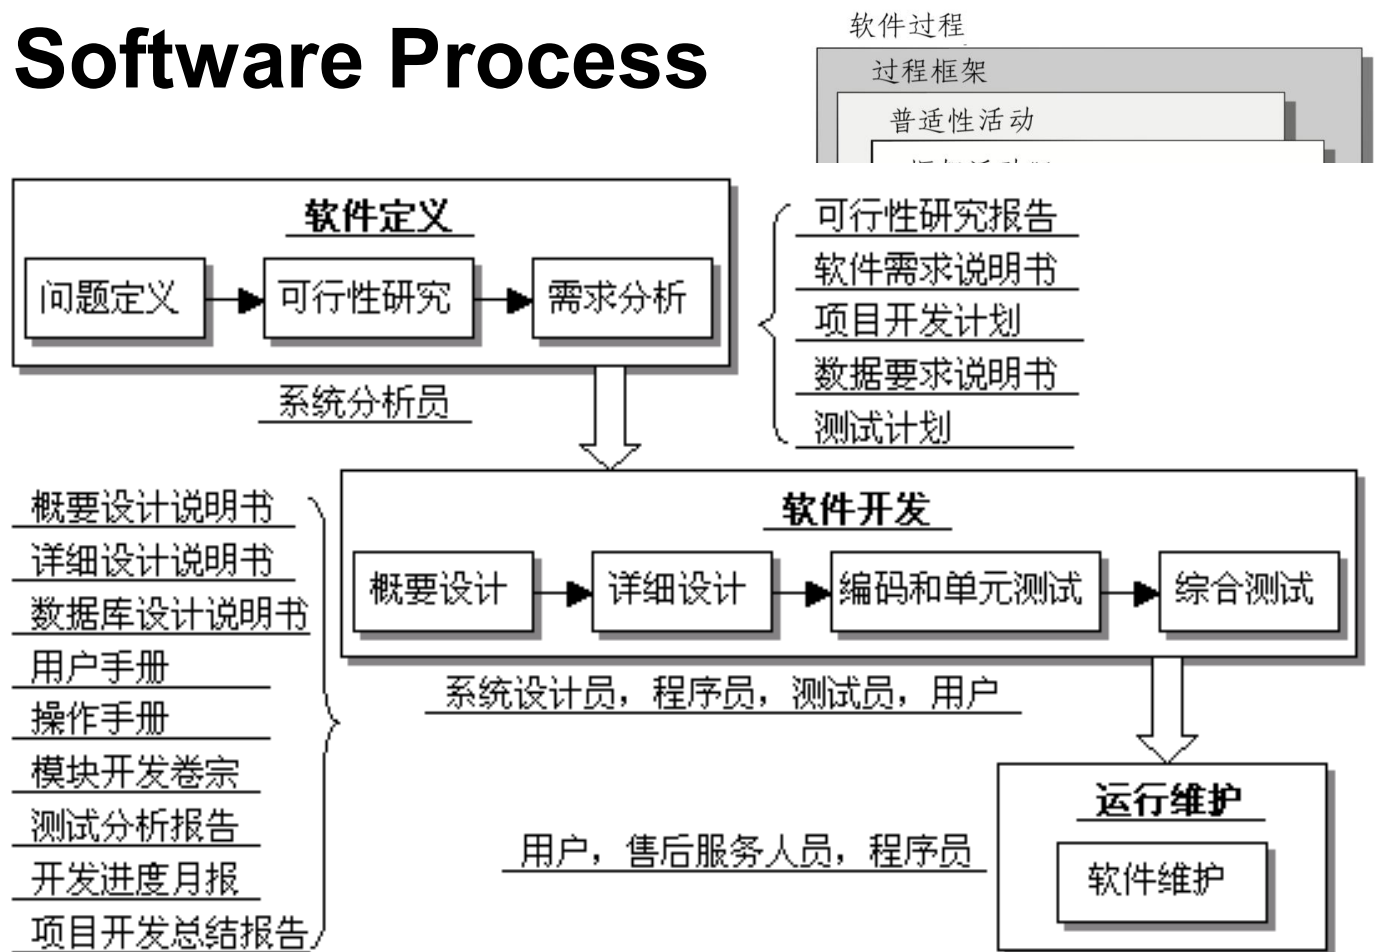 Software Process
软件过程
过程框架
普适性活动
软件定义
问题定义
可行性研究
需求分析
系统分析员
可行性研究报告
软件需求说明书
项目开发计划
数据要求说明书
测试计划
概要设计说明书
详细设计说明书
数据库设计说明书
用户手册
操作手册
模块开发卷宗
测试分析报告
开发进度月报
项目开发总结报告
软件开发
概要设计
详细设计
编码和单元测试
综合测试
系统设计员，程序员，测试员，用户
运行维护
软件维护
用户，售后服务人员，程序员